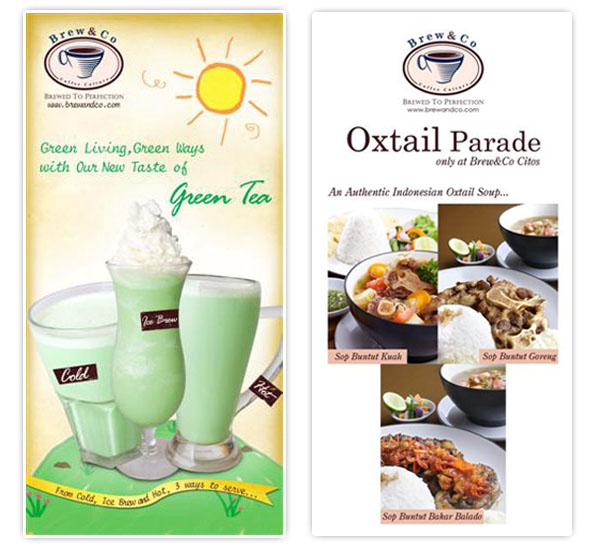 Brew&Co
Coffee Culture
BREWED TO PERFECTION
www.brewandco.com
Green Living, Green Ways
with Our New Taste of
Green Tea
Ice Brew
Cold
Hot
From Cold, Ice Brew and Hot, 3 ways to serve...
Brew&Co
Coffee Culture
BREWED TO PERFECTION
www.brewandco.com
Oxtail Parade
only at Brew&Co Citos
An Authentic Indonesian Oxtail Soup...
Sop Buntut Kuah
Sop Buntut Goreng
Sop Buntut Bakar Balado